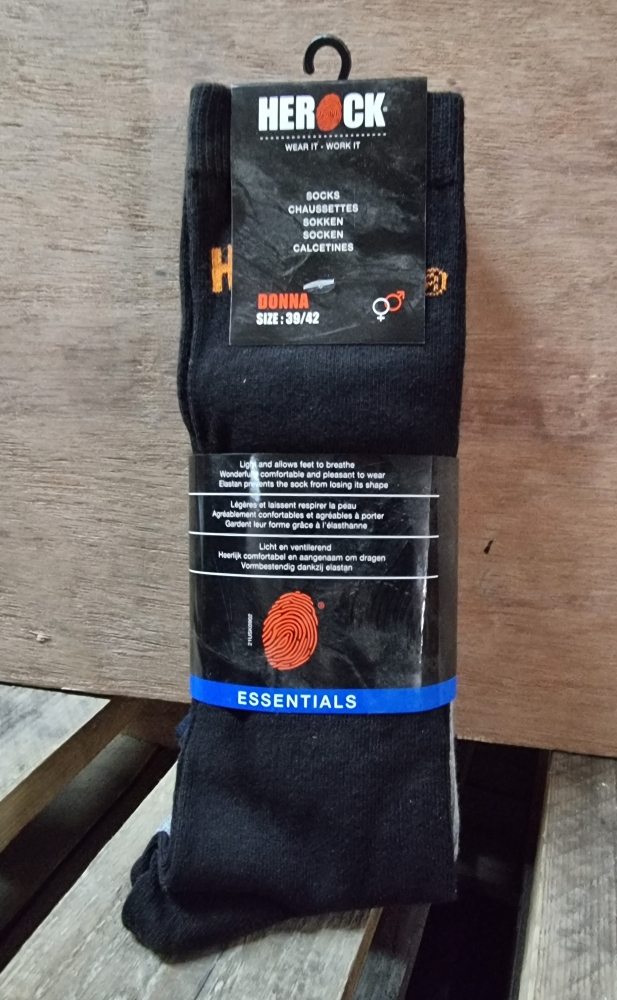 HEROCK
WEAR IT - WORK IT
SOCKS
CHAUSSETTES
SOKKEN
SOCKEN
CALCETINES
DONNA
SIZE : 39/42
H
Light and allows feet to breathe
Wonderfull comfortable and pleasant to wear
Elastan prevents the sock from losing its shape
Légères et laissent respirer la peau
Agréablement confortables et agréables à porter
Gardent leur forme grâce à l'élasthanne
Licht en ventilerend
Heerlijk comfortabel en aangenaam om dragen
Vormbestendig dankzij elastan
ESSENTIALS